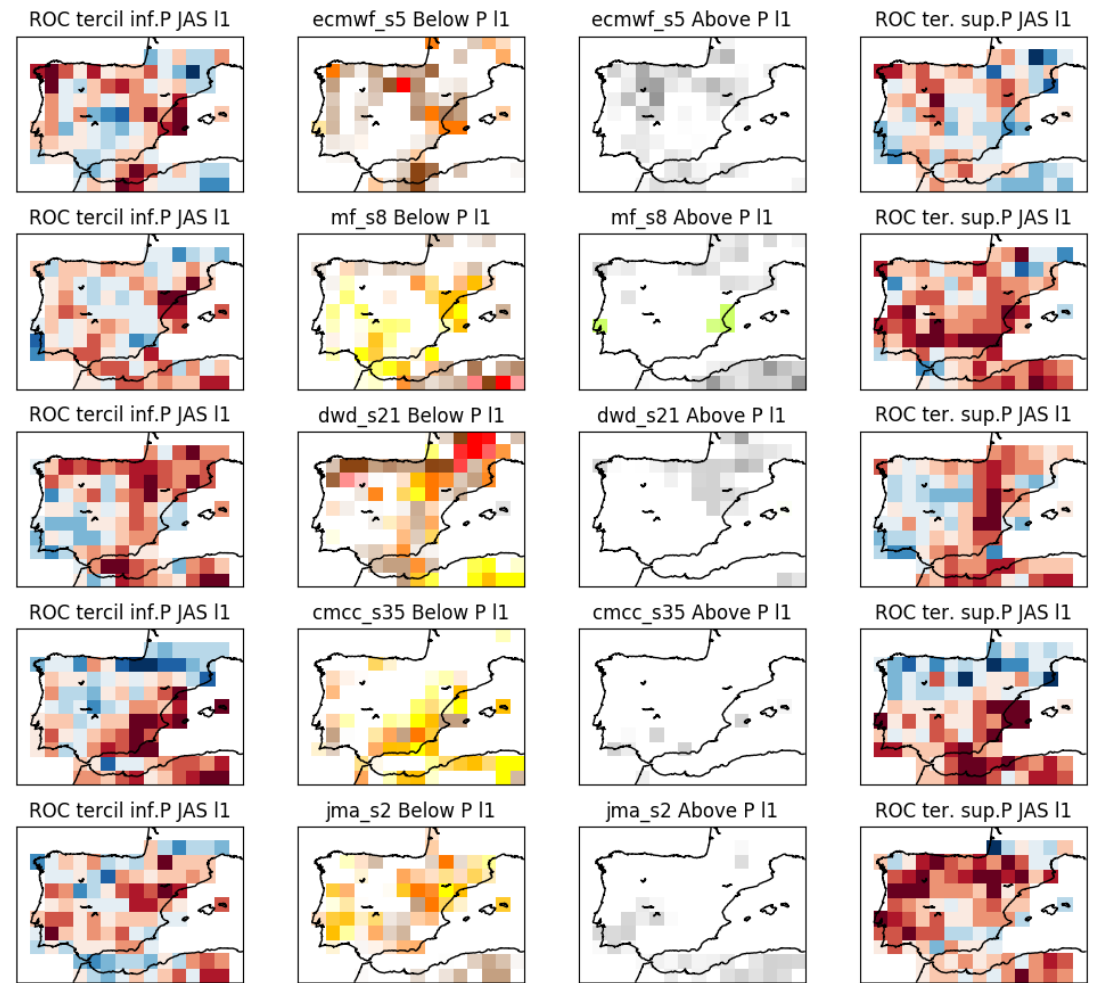 ROC tercil inf.P JAS l1
ecmwf_s5 Below P l1
ecmwf_s5 Above P l1
ROC ter. sup.P JAS l1
ROC tercil inf.P JAS l1
mf_s8 Below P l1
mf_s8 Above P l1
ROC ter. sup.P JAS l1
ROC tercil inf.P JAS l1
dwd_s21 Below P l1
dwd_s21 Above P l1
ROC ter. sup.P JAS l1
ROC tercil inf.P JAS l1
cmcc_s35 Below P l1
cmcc_s35 Above P l1
ROC ter. sup.P JAS l1
ROC tercil inf.P JAS l1
jma_s2 Below P l1
jma_s2 Above P l1
ROC ter. sup.P JAS l1